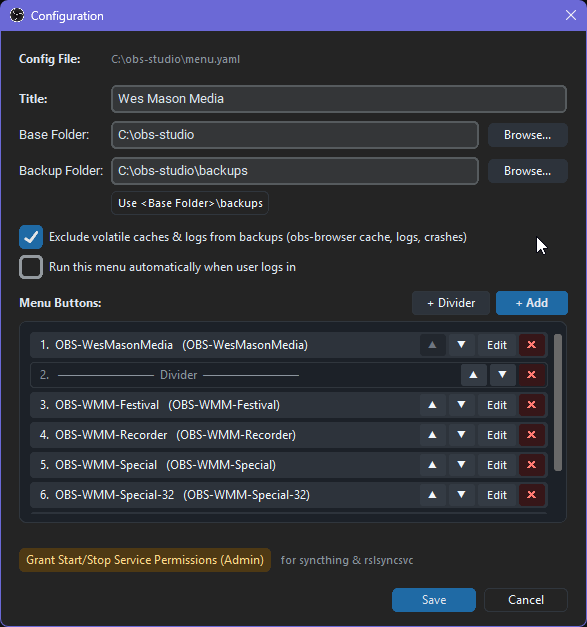 Configuration
Config File: C:\obs-studio\menu.yaml
Title: Wes Mason Media
Base Folder: C:\obs-studio Browse...
Backup Folder: C:\obs-studio\backups Browse...
Use <Base Folder>\backups
Exclude volatile caches & logs from backups (obs-browser cache, logs, crashes)
Run this menu automatically when user logs in
Menu Buttons: + Divider + Add
1. OBS-WesMasonMedia (OBS-WesMasonMedia) ▲ ▼ Edit ✕
2. —————— Divider —————— ▲ ▼ ✕
3. OBS-WMM-Festival (OBS-WMM-Festival) ▲ ▼ Edit ✕
4. OBS-WMM-Recorder (OBS-WMM-Recorder) ▲ ▼ Edit ✕
5. OBS-WMM-Special (OBS-WMM-Special) ▲ ▼ Edit ✕
6. OBS-WMM-Special-32 (OBS-WMM-Special-32) ▲ ▼ Edit ✕
Grant Start/Stop Service Permissions (Admin) for syncthing & rslsyncsvc
Save Cancel